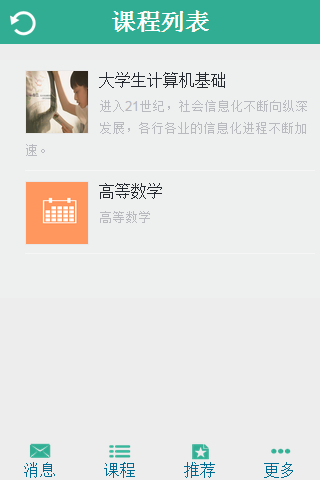 课程列表
大学生计算机基础
进入21世纪，社会信息化不断向纵深
发展，各行各业的信息化进程不断加
速。
高等数学
高等数学
消息 课程 推荐 更多